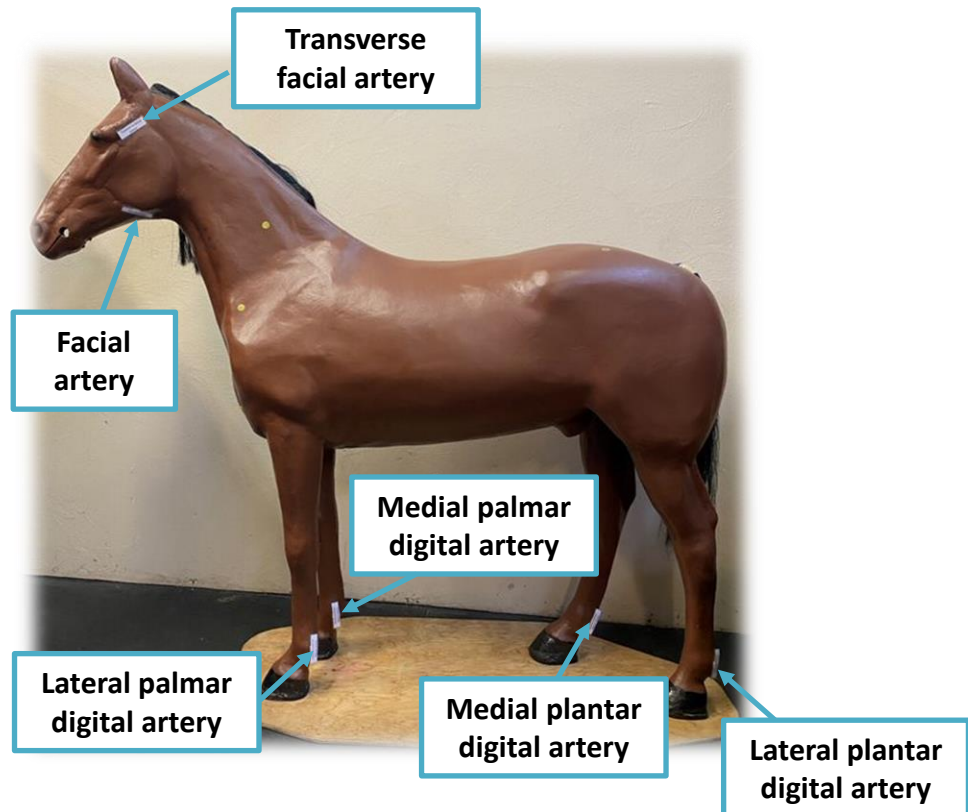 Transverse
facial artery
Facial
artery
Medial palmar
digital artery
Lateral palmar
digital artery
Medial plantar
digital artery
Lateral plantar
digital artery